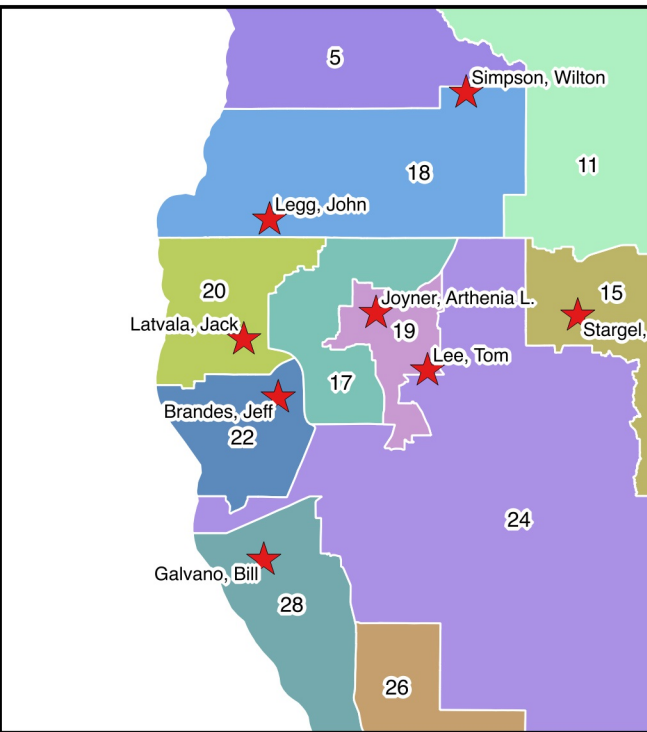 5
Simpson, Wilton
18
11
Legg, John
20
15
Joyner, Arthenia L.
Latvala, Jack
19
Stargel,
Lee, Tom
17
Brandes, Jeff
22
24
Galvano, Bill
28
26